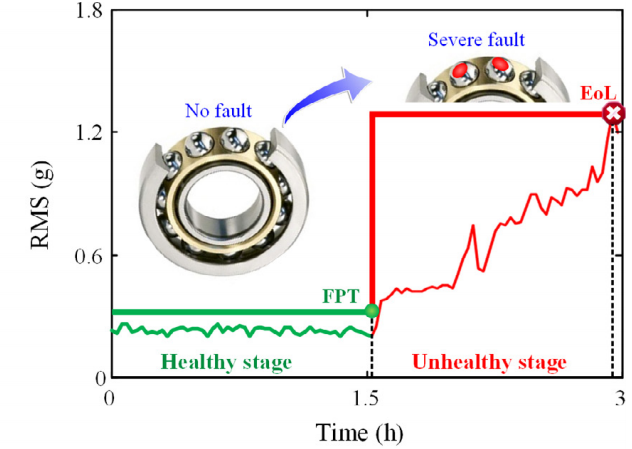 1.8
Severe fault
No fault
EoL
1.2
RMS (g)
0.6
FPT
Healthy stage
Unhealthy stage
0
0
1.5
3
Time (h)